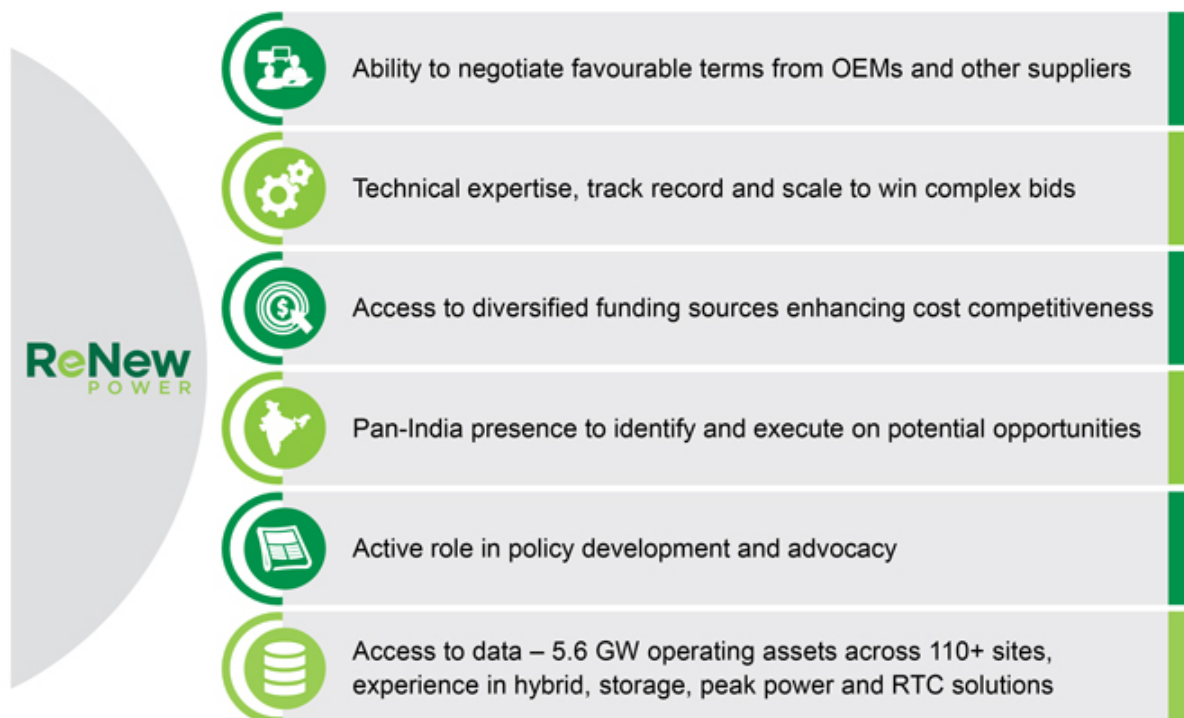 ReNew
POWER
Ability to negotiate favourable terms from OEMs and other suppliers
Technical expertise, track record and scale to win complex bids
$
Access to diversified funding sources enhancing cost competitiveness
Pan-India presence to identify and execute on potential opportunities
Active role in policy development and advocacy
Access to data – 5.6 GW operating assets across 110+ sites,
experience in hybrid, storage, peak power and RTC solutions